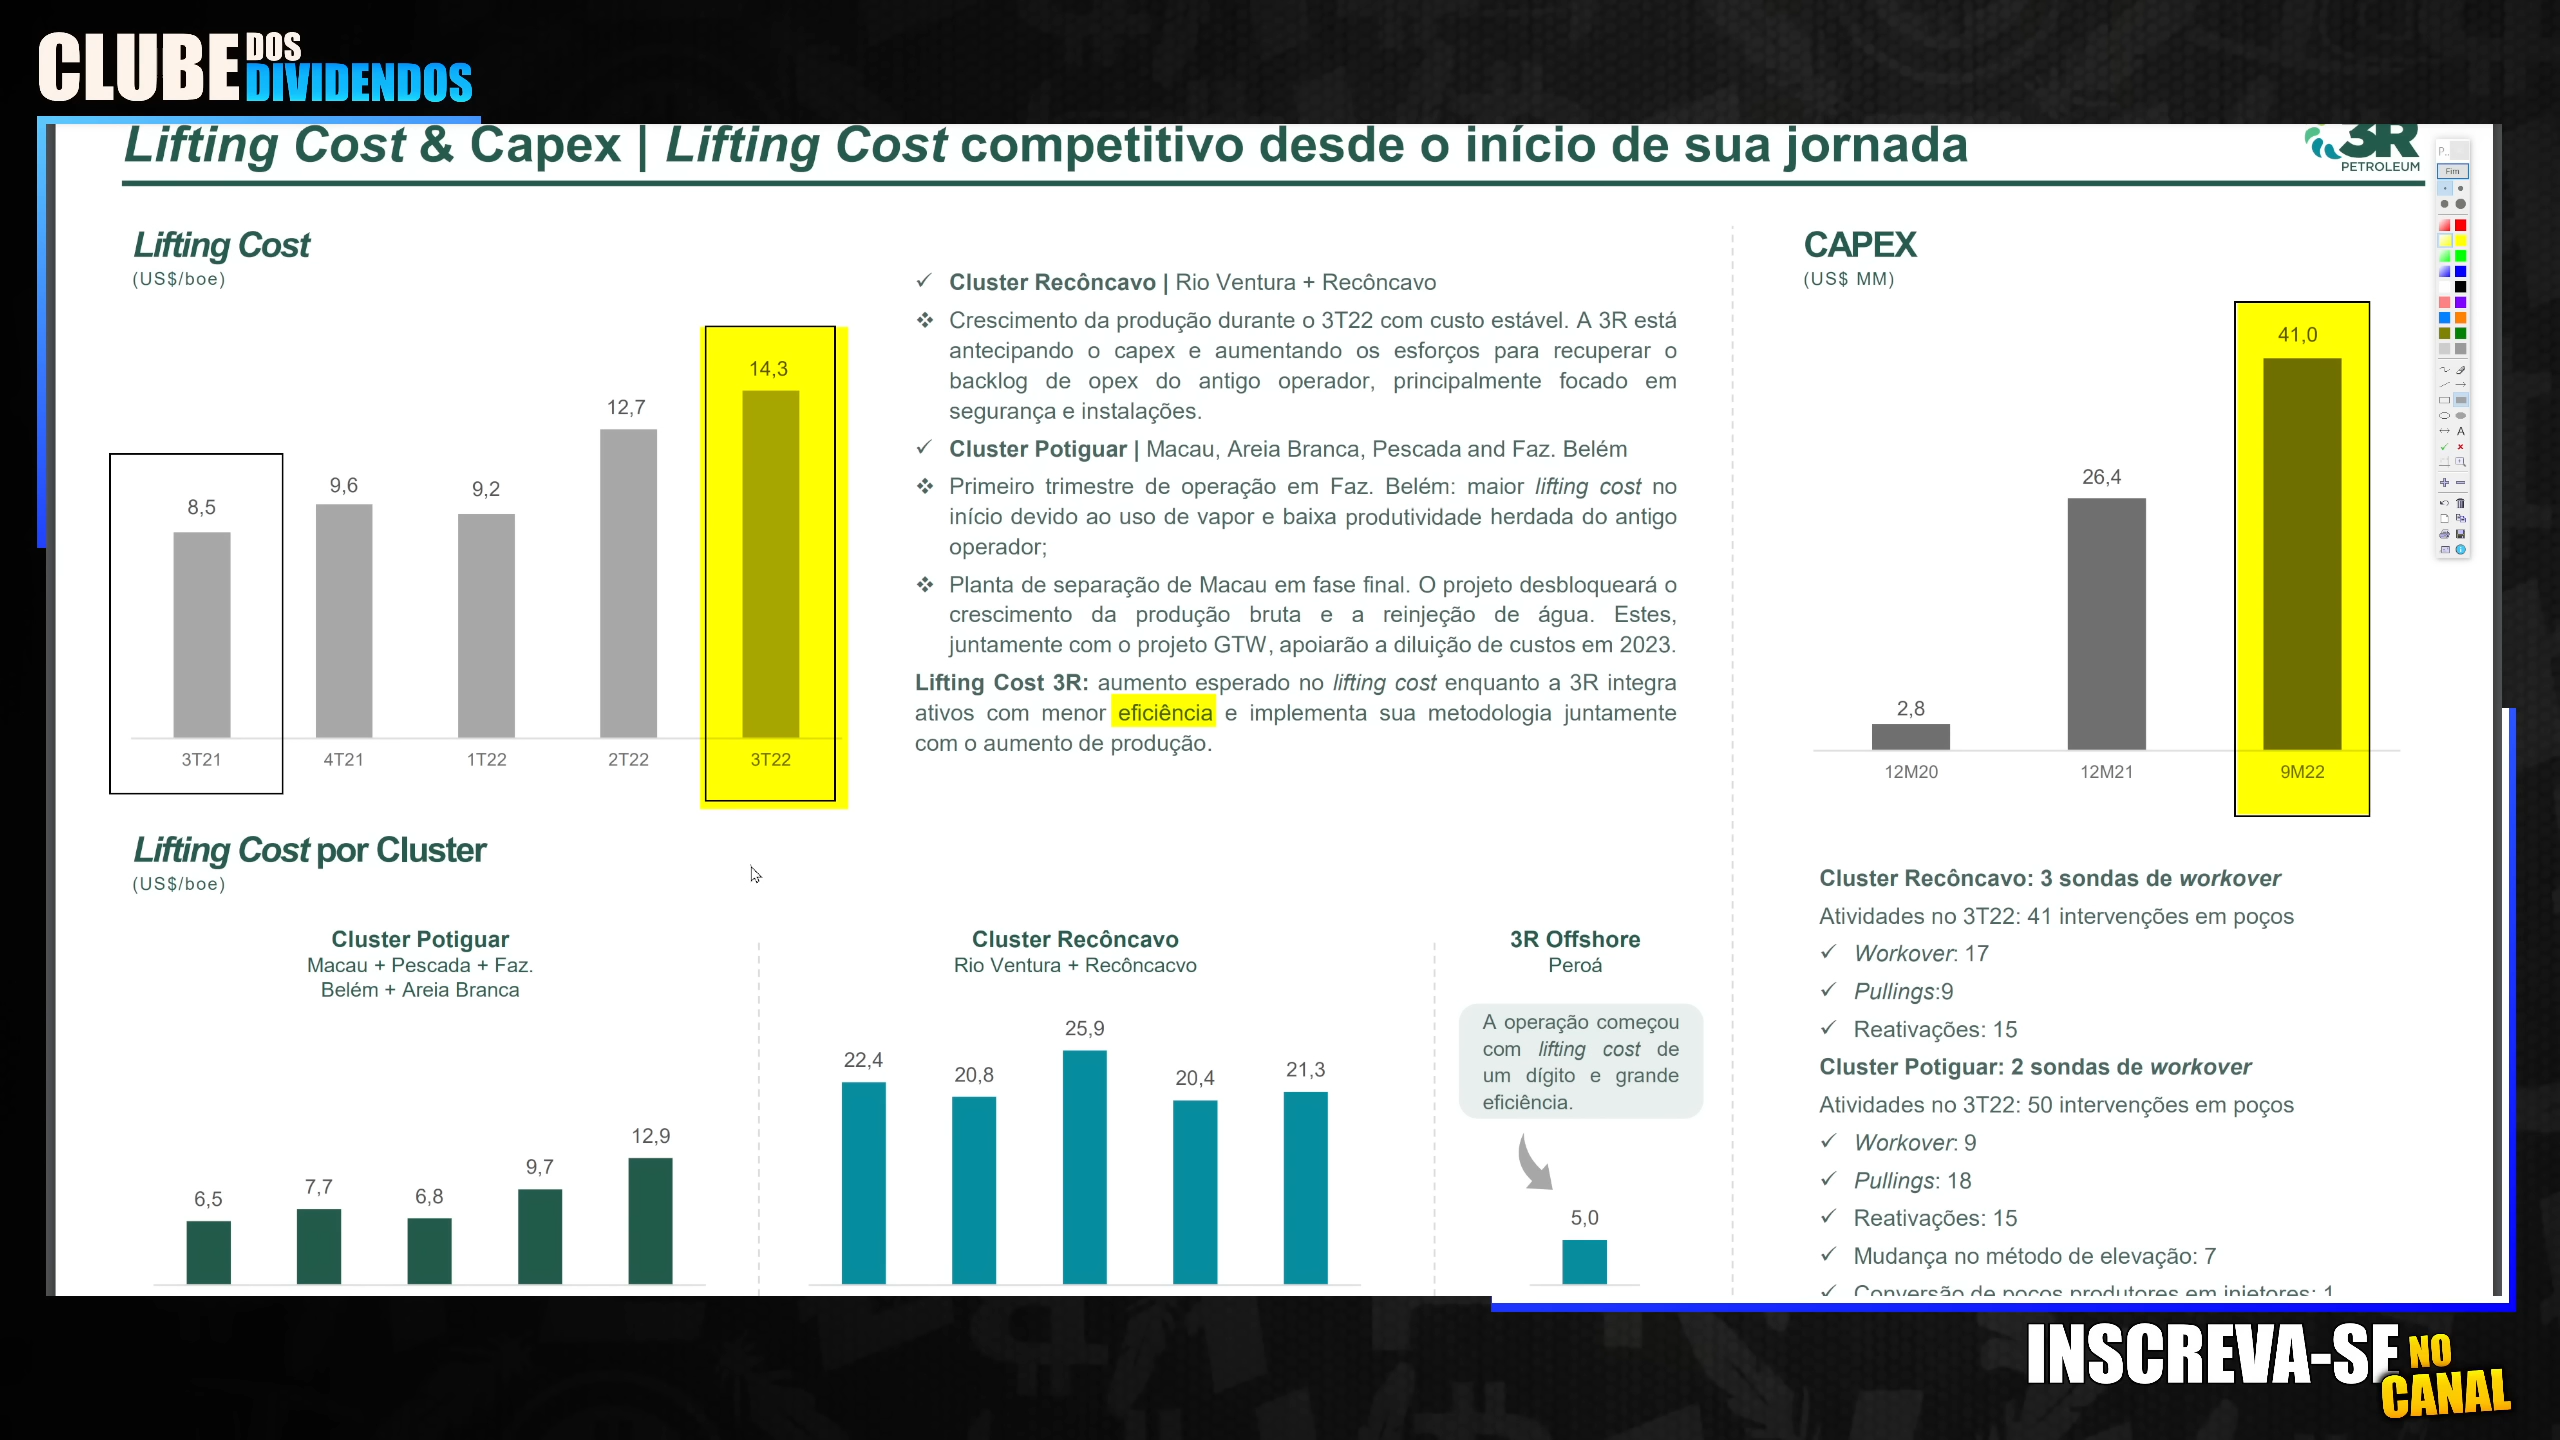 CLUBE DOS DIVIDENDOS
Lifting Cost & Capex | Lifting Cost competitivo desde o início de sua jornada
3R
PETROLEUM
Fim
Lifting Cost
(US$/boe)
14,3
12,7
9,6
9,2
8,5
3T21 4T21 1T22 2T22 3T22
✓ Cluster Recôncavo | Rio Ventura + Recôncavo
❖ Crescimento da produção durante o 3T22 com custo estável. A 3R está
antecipando o capex e aumentando os esforços para recuperar o
backlog de opex do antigo operador, principalmente focado em
segurança e instalações.
✓ Cluster Potiguar | Macau, Areia Branca, Pescada and Faz. Belém
❖ Primeiro trimestre de operação em Faz. Belém: maior lifting cost no
início devido ao uso de vapor e baixa produtividade herdada do antigo
operador;
❖ Planta de separação de Macau em fase final. O projeto desbloqueará o
crescimento da produção bruta e a reinjeção de água. Estes,
juntamente com o projeto GTW, apoiarão a diluição de custos em 2023.
Lifting Cost 3R: aumento esperado no lifting cost enquanto a 3R integra
ativos com menor eficiência e implementa sua metodologia juntamente
com o aumento de produção.
CAPEX
(US$ MM)
41,0
26,4
2,8
12M20 12M21 9M22
Lifting Cost por Cluster
(US$/boe)
Cluster Potiguar
Macau + Pescada + Faz.
Belém + Areia Branca
6,5 7,7 6,8 9,7 12,9
Cluster Recôncavo
Rio Ventura + Recôncacvo
22,4 20,8 25,9 20,4 21,3
3R Offshore
Peroá
A operação começou
com lifting cost de
um dígito e grande
eficiência.
5,0
Cluster Recôncavo: 3 sondas de workover
Atividades no 3T22: 41 intervenções em poços
✓ Workover: 17
✓ Pullings:9
✓ Reativações: 15
Cluster Potiguar: 2 sondas de workover
Atividades no 3T22: 50 intervenções em poços
✓ Workover: 9
✓ Pullings: 18
✓ Reativações: 15
✓ Mudança no método de elevação: 7
✓ Conversão de poços produtores em injetores: 1
INSCREVA-SE NO
CANAL